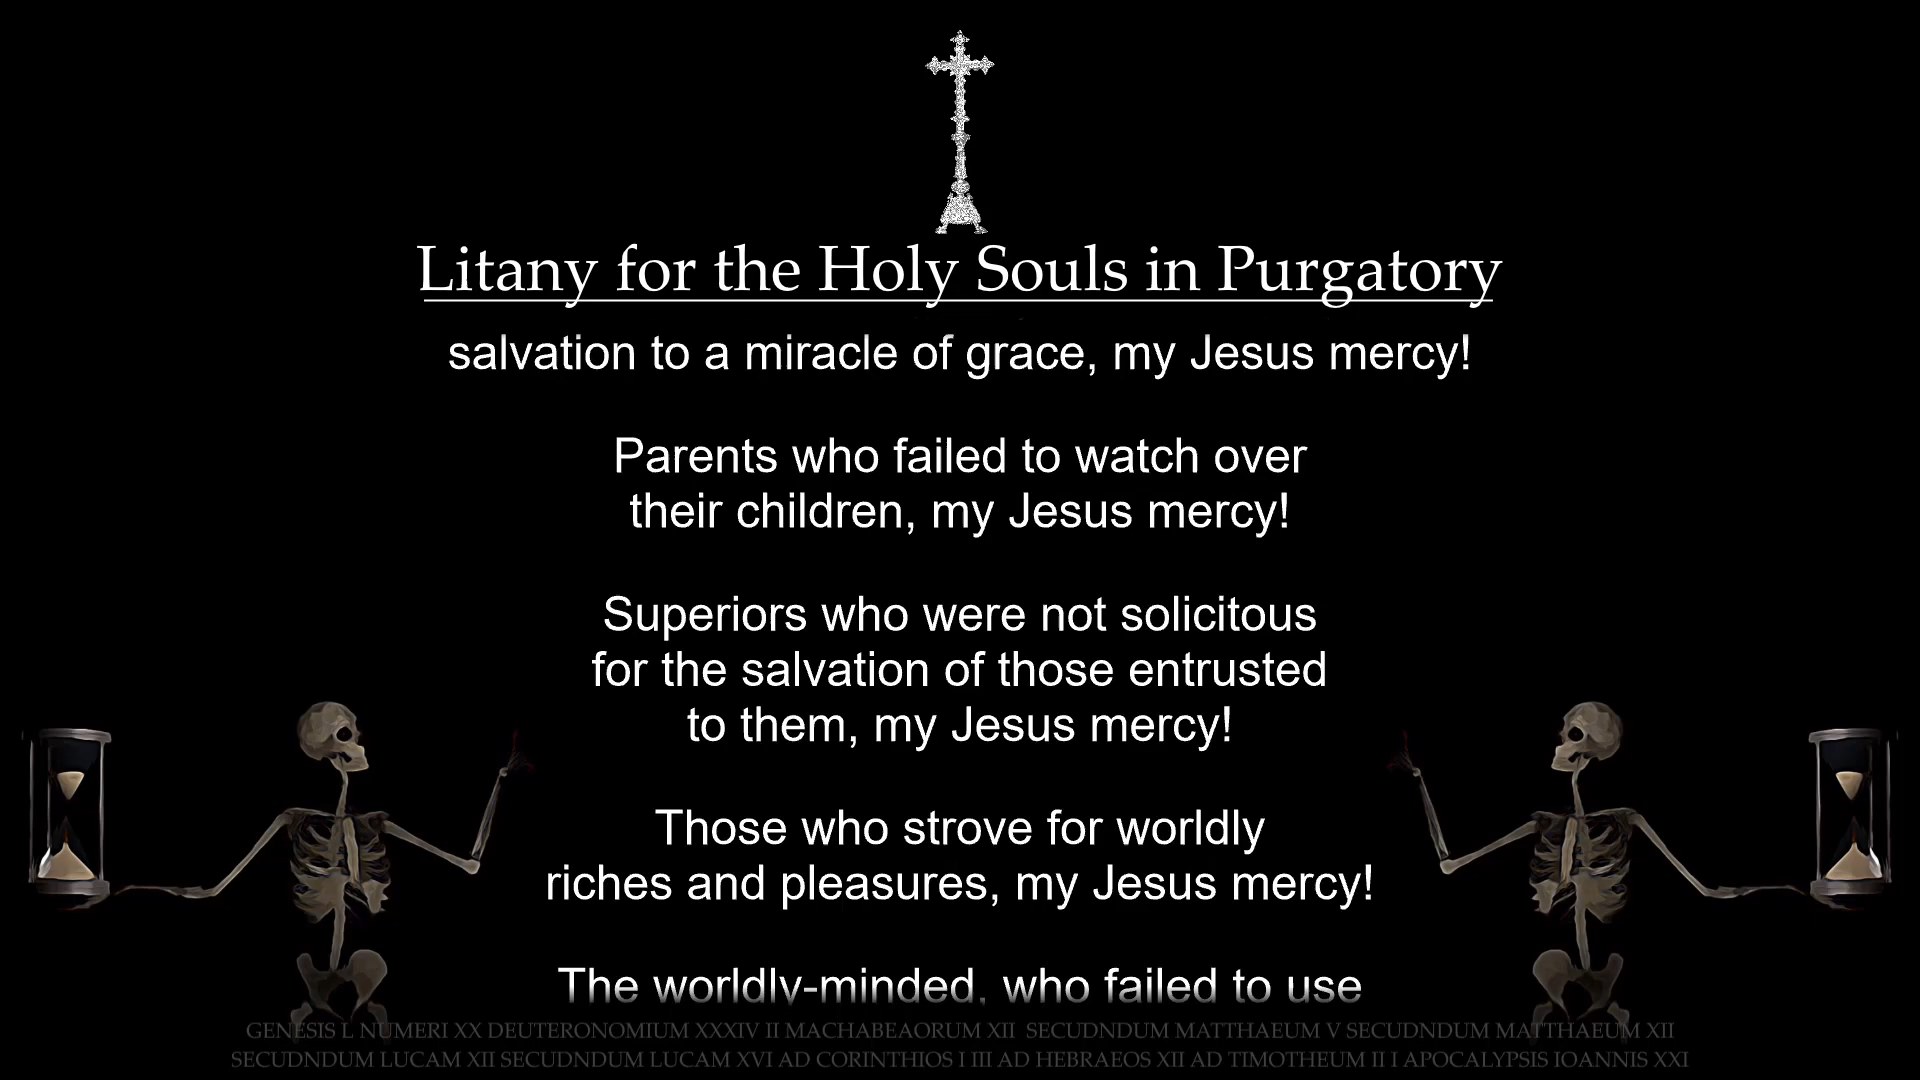 Litany for the Holy Souls in Purgatory
salvation to a miracle of grace, my Jesus mercy!
Parents who failed to watch over
their children, my Jesus mercy!
Superiors who were not solicitous
for the salvation of those entrusted
to them, my Jesus mercy!
Those who strove for worldly
riches and pleasures, my Jesus mercy!
The worldly-minded, who failed to use
GENESIS L NUMERI XX DEUTERONOMIUM XXXIV II MACHABEAORUM XII SECUDNDUM MATTHAEUM V SECUDNDUM MATTHAEUM XII
SECUDNDUM LUCAM XII SECUDNDUM LUCAM XVI AD CORINTHIOS I III AD HEBRAEOS XII AD TIMOTHEUM II I APOCALYPSIS IOANNIS XXI